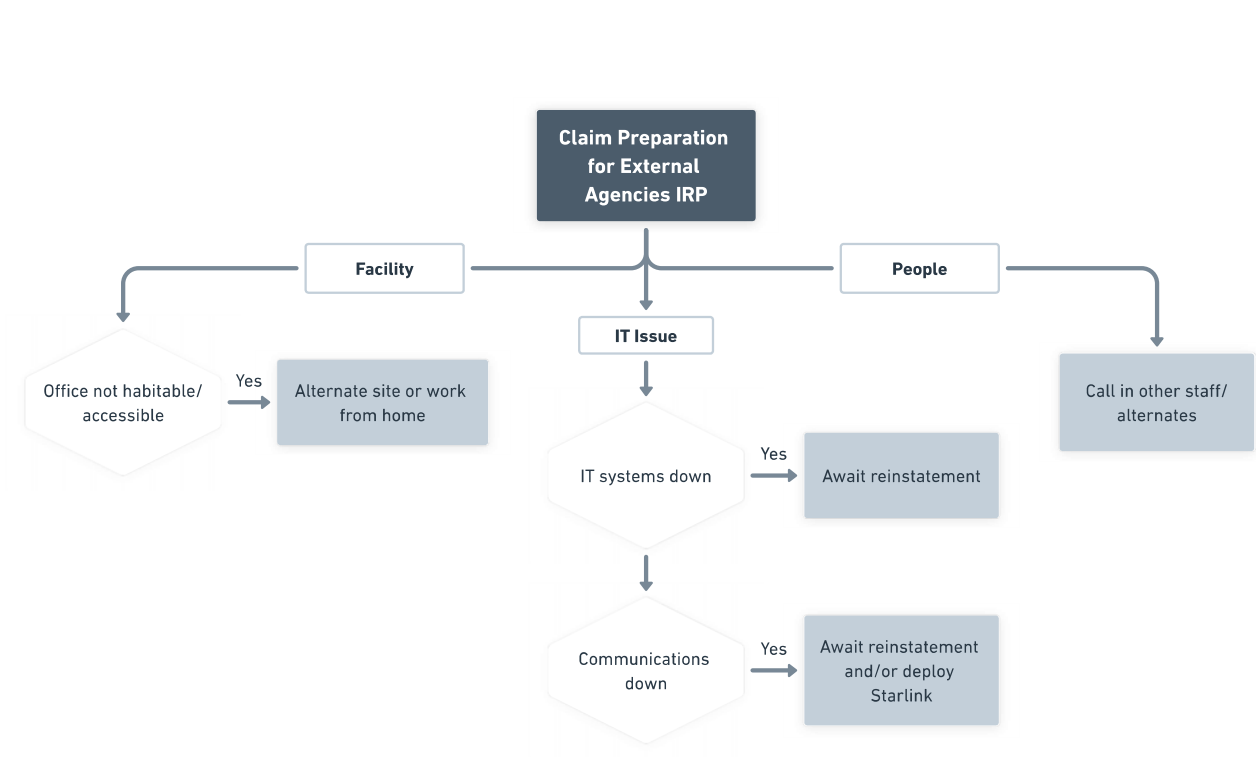 Claim Preparation
for External
Agencies IRP
Facility
People
IT Issue
Office not habitable/
accessible
Yes
Alternate site or work
from home
Call in other staff/
alternates
IT systems down
Yes
Await reinstatement
Communications
down
Yes
Await reinstatement
and/or deploy
Starlink